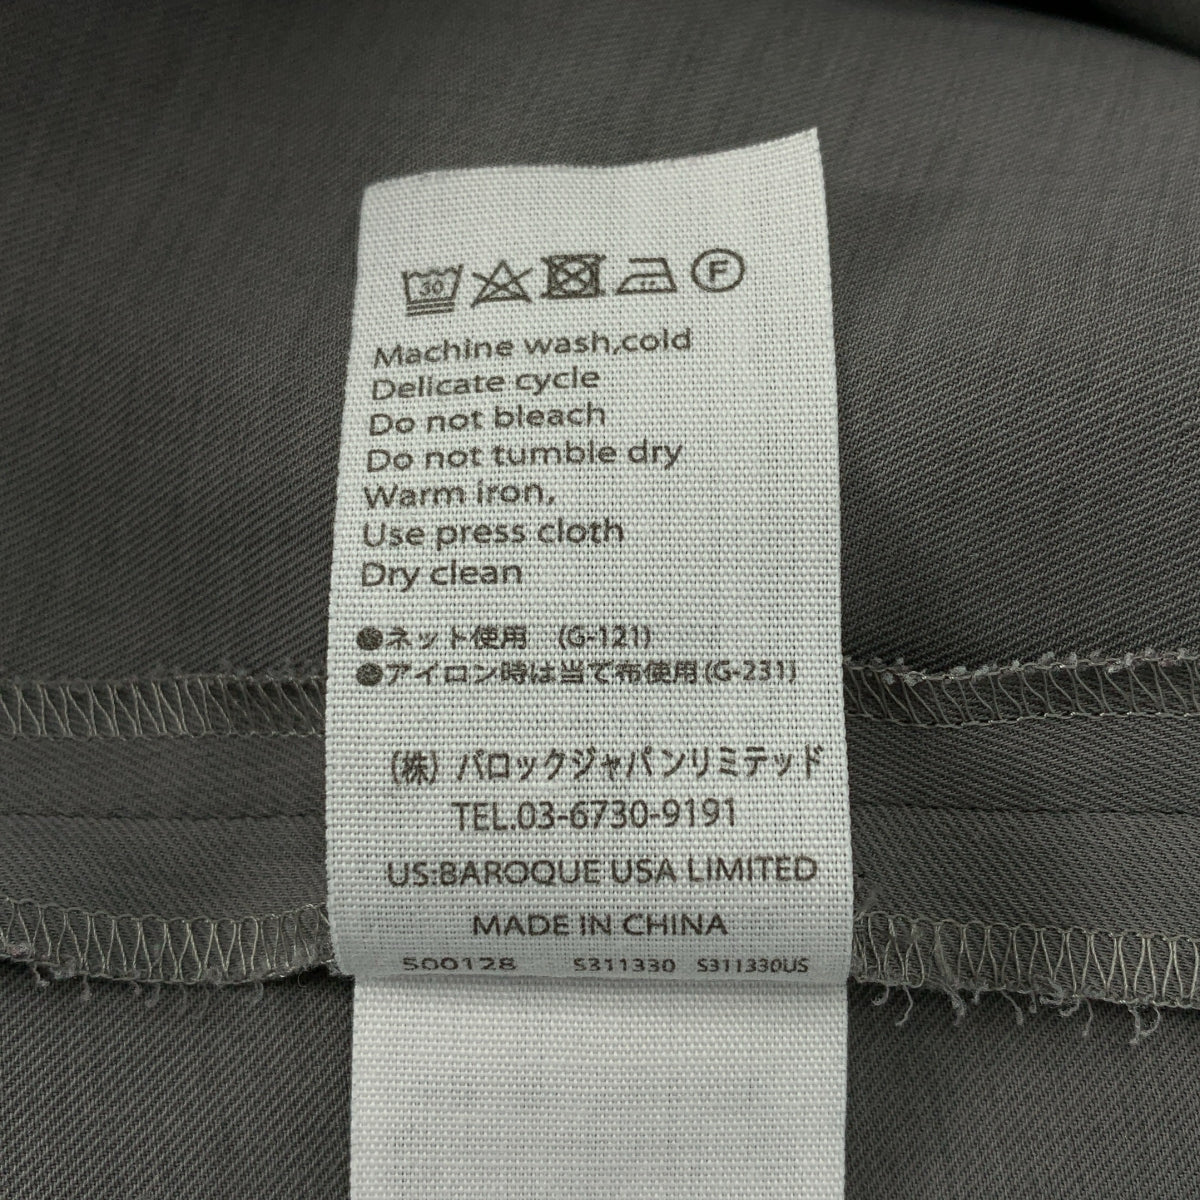 30 F
Machine wash,cold
Delicate cycle
Do not bleach
Do not tumble dry
Warm iron,
Use press cloth
Dry clean
●ネット使用 (G-121)
●アイロン時は当て布使用(G-231)
(株) バロックジャパンリミテッド
TEL.03-6730-9191
US:BAROQUE USA LIMITED
MADE IN CHINA
500128 S311330 S311330US